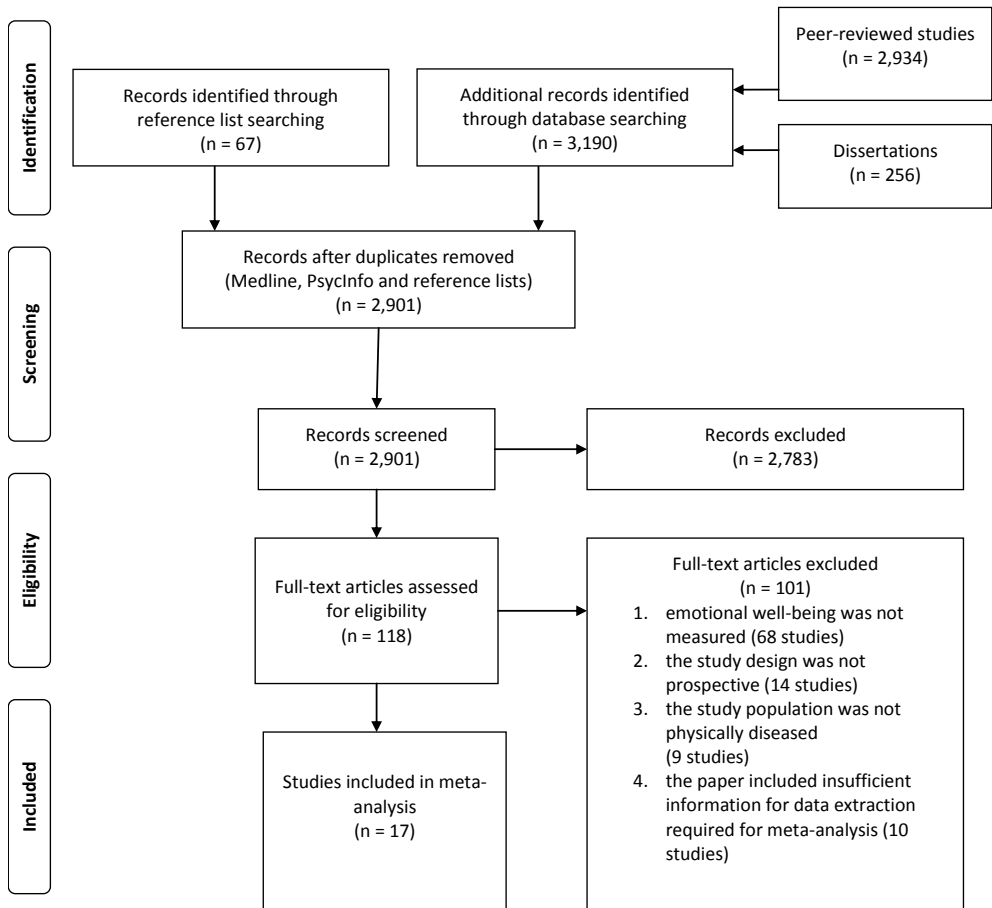 Identification
Peer-reviewed studies
(n = 2,934)
Records identified through
reference list searching
(n = 67)
Additional records identified
through database searching
(n = 3,190)
Dissertations
(n = 256)
Screening
Records after duplicates removed
(Medline, PsycInfo and reference lists)
(n = 2,901)
Records screened
(n = 2,901)
Records excluded
(n = 2,783)
Eligibility
Full-text articles assessed
for eligibility
(n = 118)
Full-text articles excluded
(n = 101)
1. emotional well-being was not
measured (68 studies)
2. the study design was not
prospective (14 studies)
3. the study population was not
physically diseased
(9 studies)
4. the paper included insufficient
information for data extraction
required for meta-analysis (10
studies)
Included
Studies included in meta-
analysis
(n = 17)